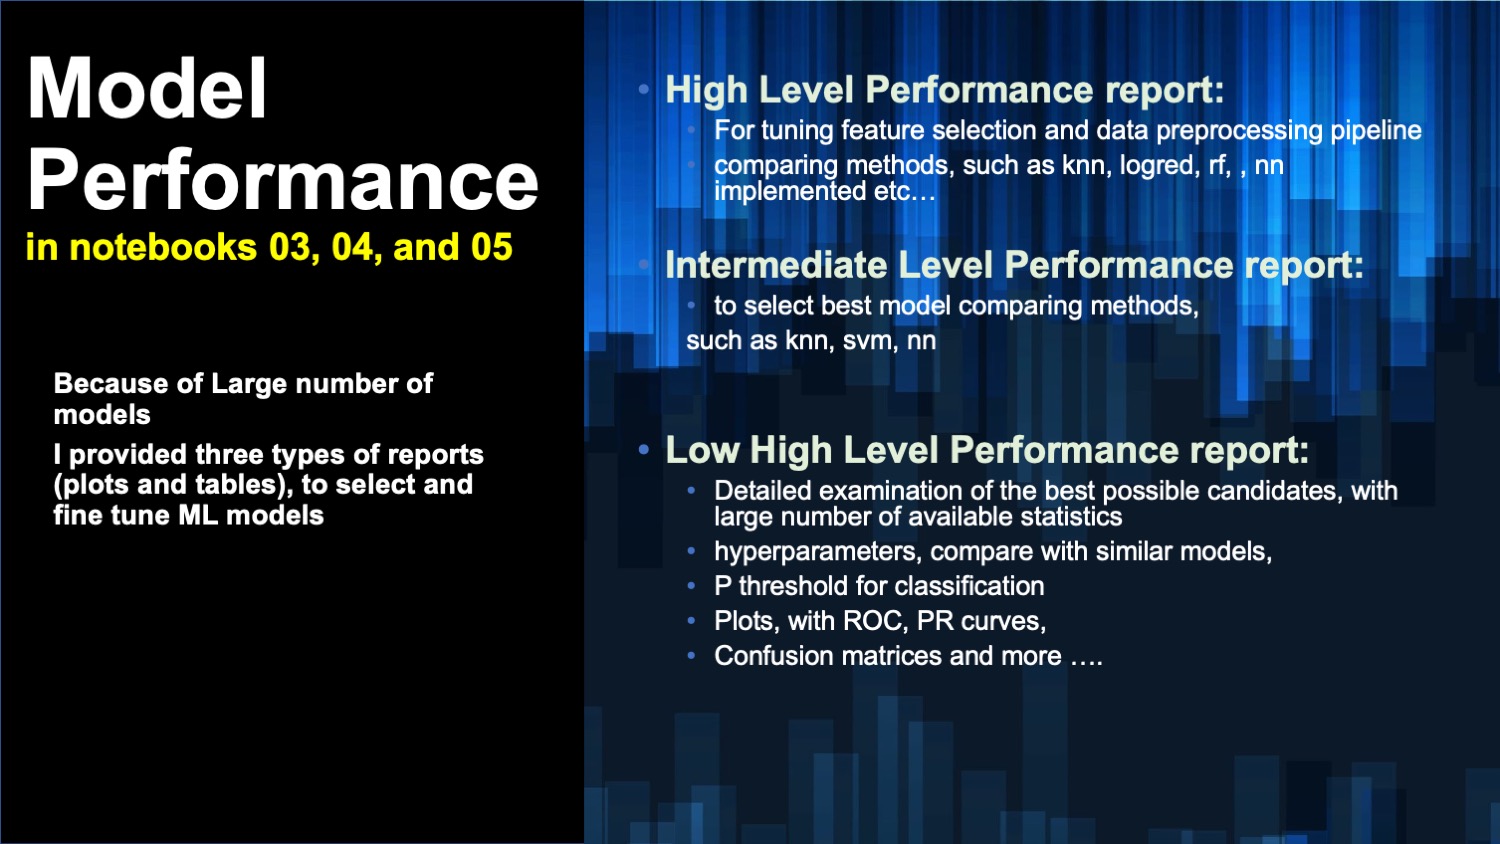 Model
Performance
in notebooks 03, 04, and 05
Because of Large number of
models
I provided three types of reports
(plots and tables), to select and
fine tune ML models
• High Level Performance report:
• For tuning feature selection and data preprocessing pipeline
• comparing methods, such as knn, logred, rf, , nn
implemented etc…
• Intermediate Level Performance report:
• to select best model comparing methods,
such as knn, svm, nn
• Low High Level Performance report:
• Detailed examination of the best possible candidates, with
large number of available statistics
• hyperparameters, compare with similar models,
• P threshold for classification
• Plots, with ROC, PR curves,
• Confusion matrices and more ….